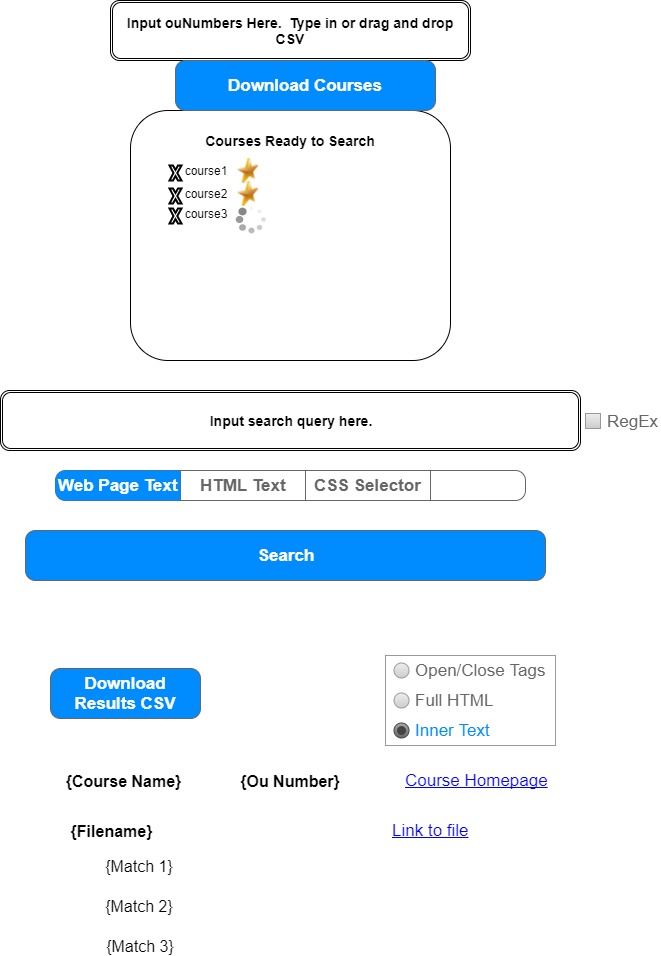 Input ouNumbers Here.  Type in or drag and drop
CSV
Download Courses
Courses Ready to Search
X course1
X course2
X course3
Input search query here.
RegEx
Web Page Text HTML Text CSS Selector
Search
Download
Results CSV
Open/Close Tags
Full HTML
Inner Text
{Course Name} {Ou Number} Course Homepage
{Filename} Link to file
{Match 1}
{Match 2}
{Match 3}